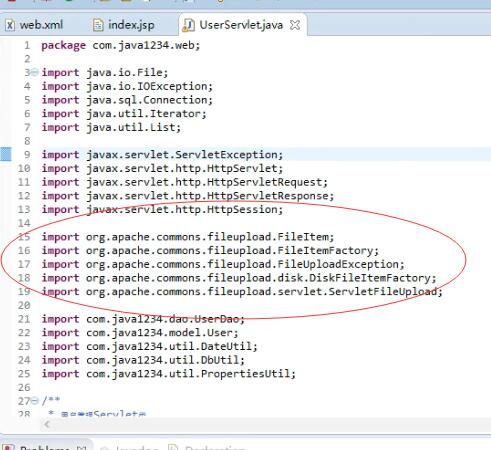 web.xml index.jsp UserServlet.java
1 package com.java1234.web;
2
3 import java.io.File;
4 import java.io.IOException;
5 import java.sql.Connection;
6 import java.util.Iterator;
7 import java.util.List;
8
9 import javax.servlet.ServletException;
10 import javax.servlet.http.HttpServlet;
11 import javax.servlet.http.HttpServletRequest;
12 import javax.servlet.http.HttpServletResponse;
13 import javax.servlet.http.HttpSession;
14
15 import org.apache.commons.fileupload.FileItem;
16 import org.apache.commons.fileupload.FileItemFactory;
17 import org.apache.commons.fileupload.FileUploadException;
18 import org.apache.commons.fileupload.disk.DiskFileItemFactory;
19 import org.apache.commons.fileupload.servlet.ServletFileUpload;
20
21 import com.java1234.dao.UserDao;
22 import com.java1234.model.User;
23 import com.java1234.util.DateUtil;
24 import com.java1234.util.DbUtil;
25 import com.java1234.util.PropertiesUtil;
26
27 /**
28 * Servlet